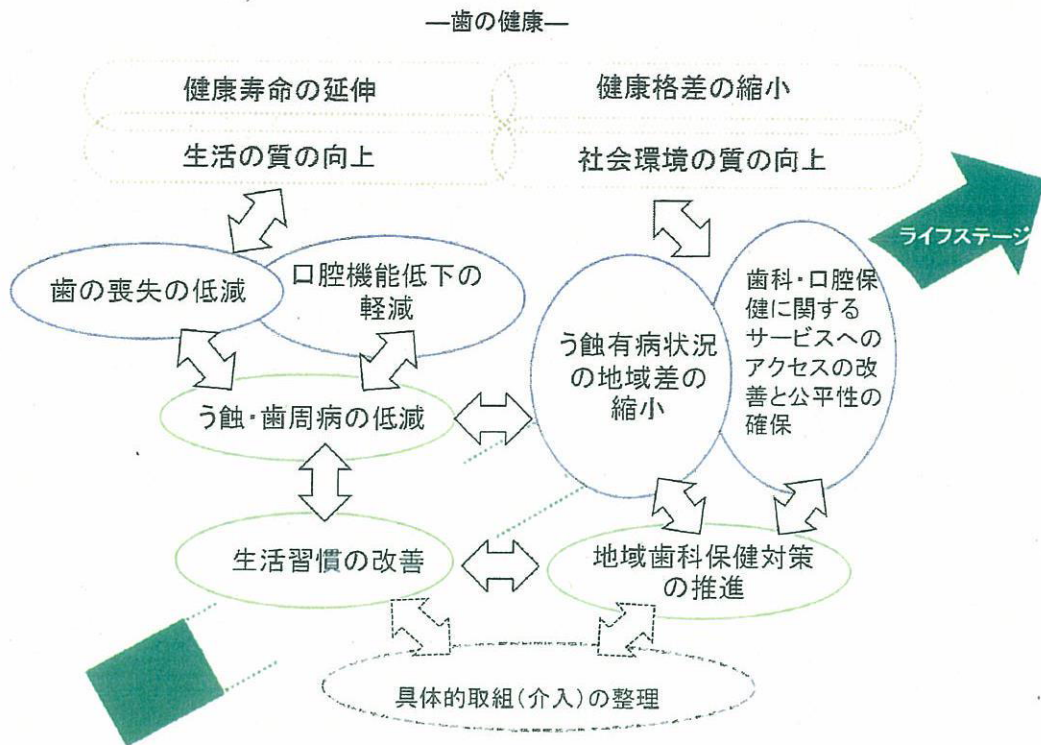 ―歯の健康―
健康寿命の延伸
健康格差の縮小
生活の質の向上
社会環境の質の向上
ライフステージ
歯の喪失の低減
口腔機能低下の
軽減
う蝕有病状況
の地域差の
縮小
歯科・口腔保
健に関する
サービスへの
アクセスの改
善と公平性の
確保
う蝕・歯周病の低減
生活習慣の改善
地域歯科保健対策
の推進
具体的取組(介入)の整理